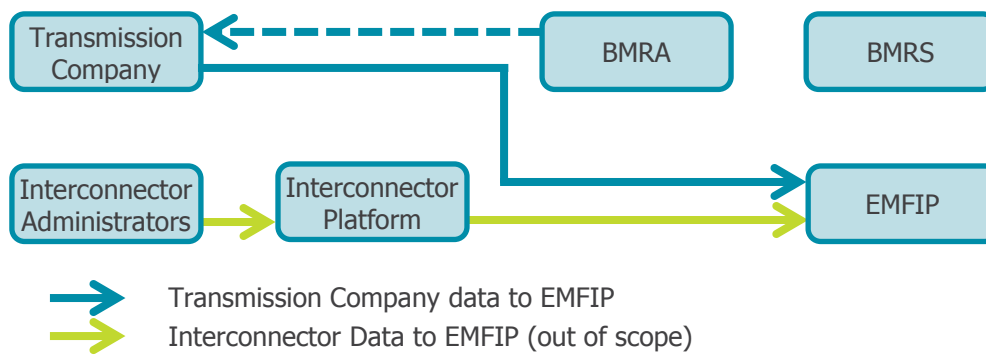 Transmission
Company
BMRA
BMRS
Interconnector
Administrators
Interconnector
Platform
EMFIP
Transmission Company data to EMFIP
Interconnector Data to EMFIP (out of scope)